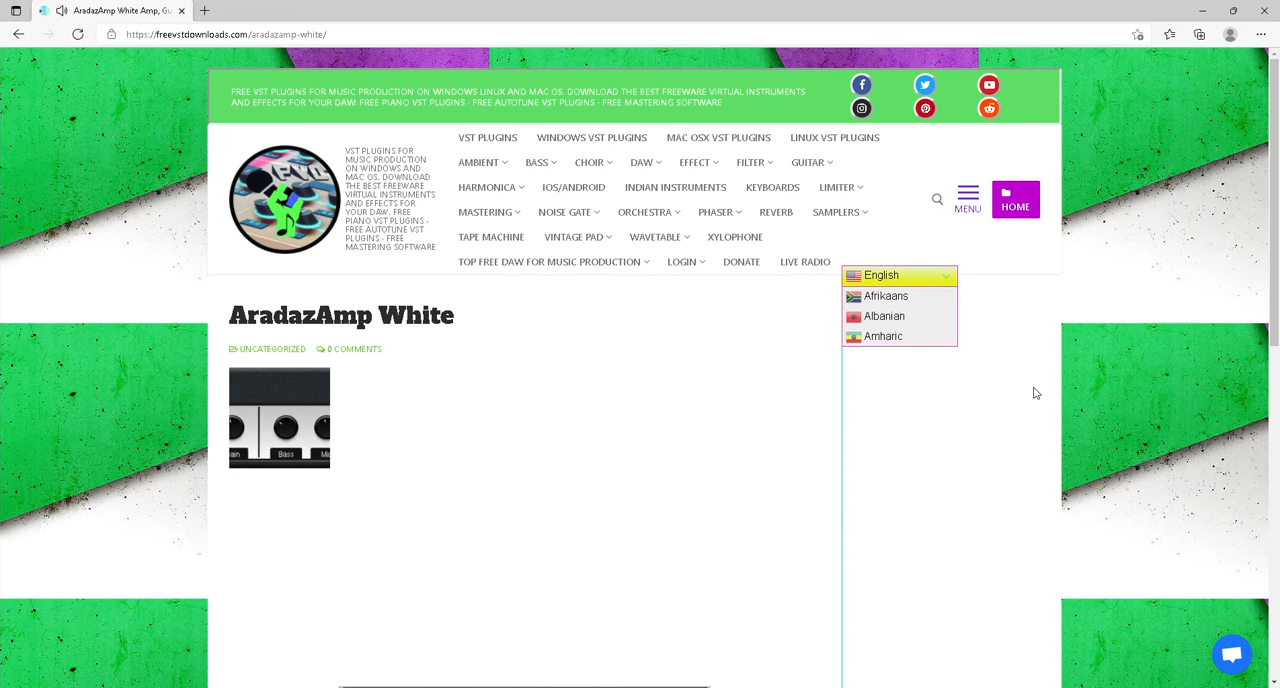 AradazAmp White Amp, Gu
https://freevstdownloads.com/aradazamp-white/
FREE VST PLUGINS FOR MUSIC PRODUCTION ON WINDOWS LINUX AND MAC OS. DOWNLOAD THE BEST FREEWARE VIRTUAL INSTRUMENTS
AND EFFECTS FOR YOUR DAW. FREE PIANO VST PLUGINS · FREE AUTOTUNE VST PLUGINS · FREE MASTERING SOFTWARE
EVO
VST PLUGINS FOR
MUSIC PRODUCTION
ON WINDOWS AND
MAC OS. DOWNLOAD
THE BEST FREEWARE
VIRTUAL INSTRUMENTS
AND EFFECTS FOR
YOUR DAW. FREE
PIANO VST PLUGINS ·
FREE AUTOTUNE VST
PLUGINS · FREE
MASTERING SOFTWARE
VST PLUGINS WINDOWS VST PLUGINS MAC OSX VST PLUGINS LINUX VST PLUGINS
AMBIENT BASS CHOIR DAW EFFECT FILTER GUITAR
HARMONICA IOS/ANDROID INDIAN INSTRUMENTS KEYBOARDS LIMITER
MASTERING NOISE GATE ORCHESTRA PHASER REVERB SAMPLERS
TAPE MACHINE VINTAGE PAD WAVETABLE XYLOPHONE
TOP FREE DAW FOR MUSIC PRODUCTION LOGIN DONATE LIVE RADIO
MENU
HOME
English
Afrikaans
Albanian
Amharic
AradazAmp White
UNCATEGORIZED 0 COMMENTS
ain Bass Mi